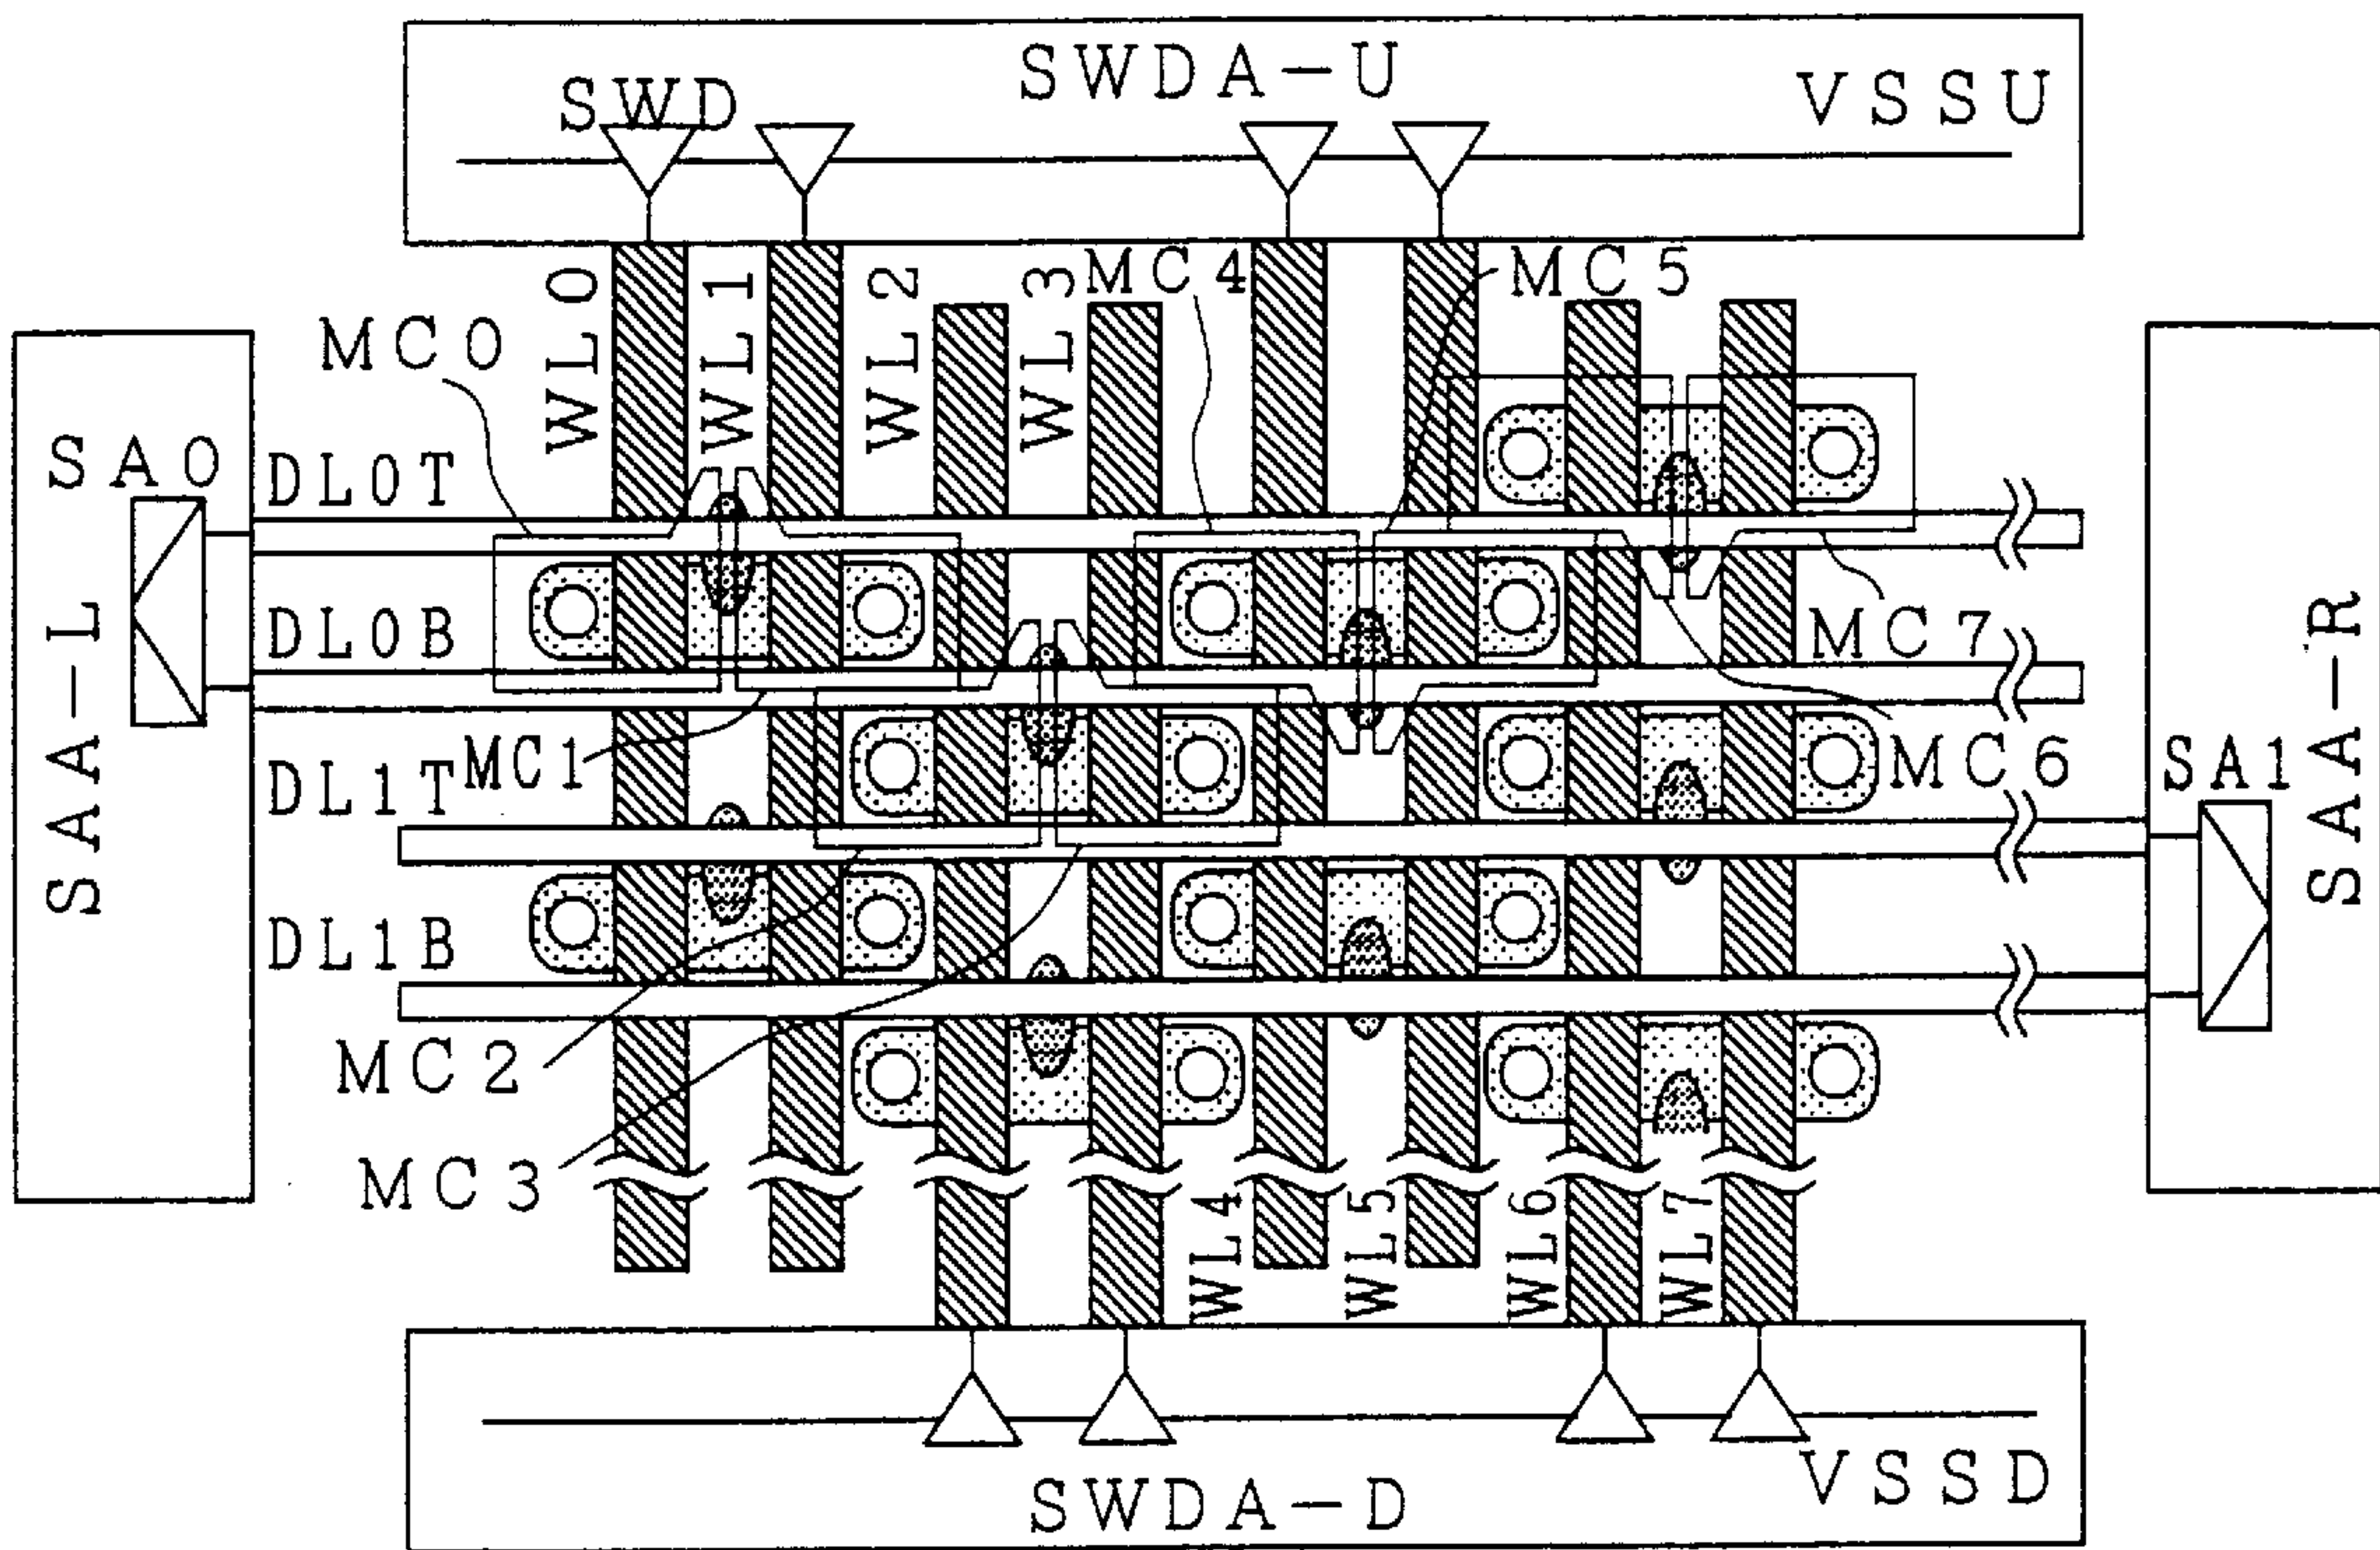 SWDA-U
SWD
VSSU
WL0
WL1
WL2
WL3
MC4
MC5
MC0
SA0
DL0T
DL0B
MC7
SAA-L
SAA-R
MC1
DL1T
MC6
SA1
DL1B
MC2
MC3
WL4
WL5
WL6
WL7
SWDA-D
VSSD